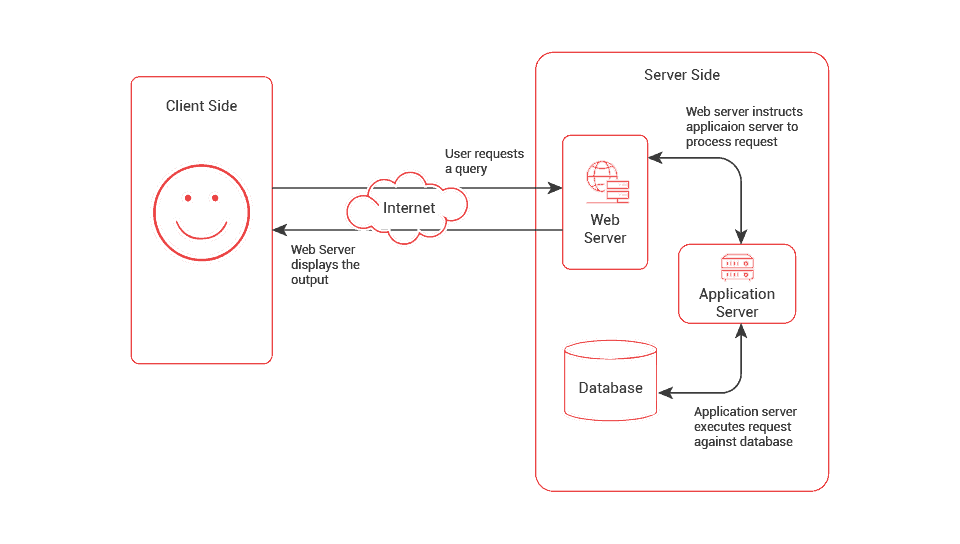 Client Side
Server Side
Web server instructs
applicaion server to
process request
User requests
a query
Internet
Web
Server
Web Server
displays the
output
Application
Server
Database
Application server
executes request
against database